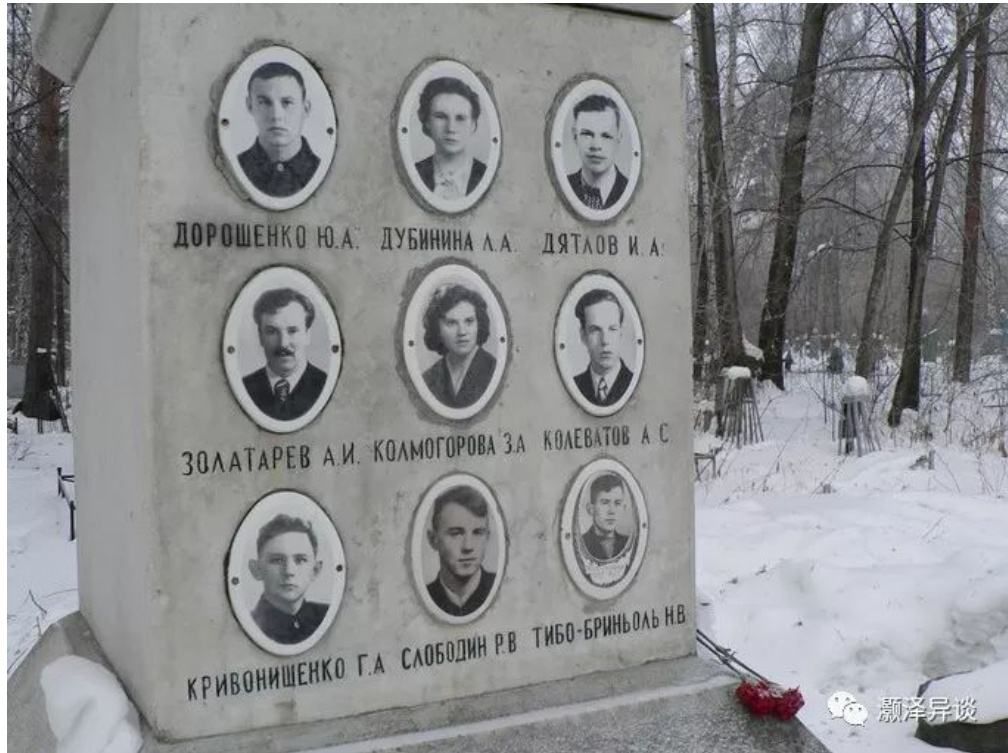 ДОРОШЕНКО Ю.А. ДУБИНИНА Л.А. ДЯТЛОВ И.А.
ЗОЛАТАРЕВ А.И. КОЛМОГОРОВА З.А КОЛЕВАТОВ А.С.
КРИВОНИЩЕНКО Г.А СЛОБОДИН Р.В ТИБО-БРИНЬОЛЬ Н.В.
灏泽异谈